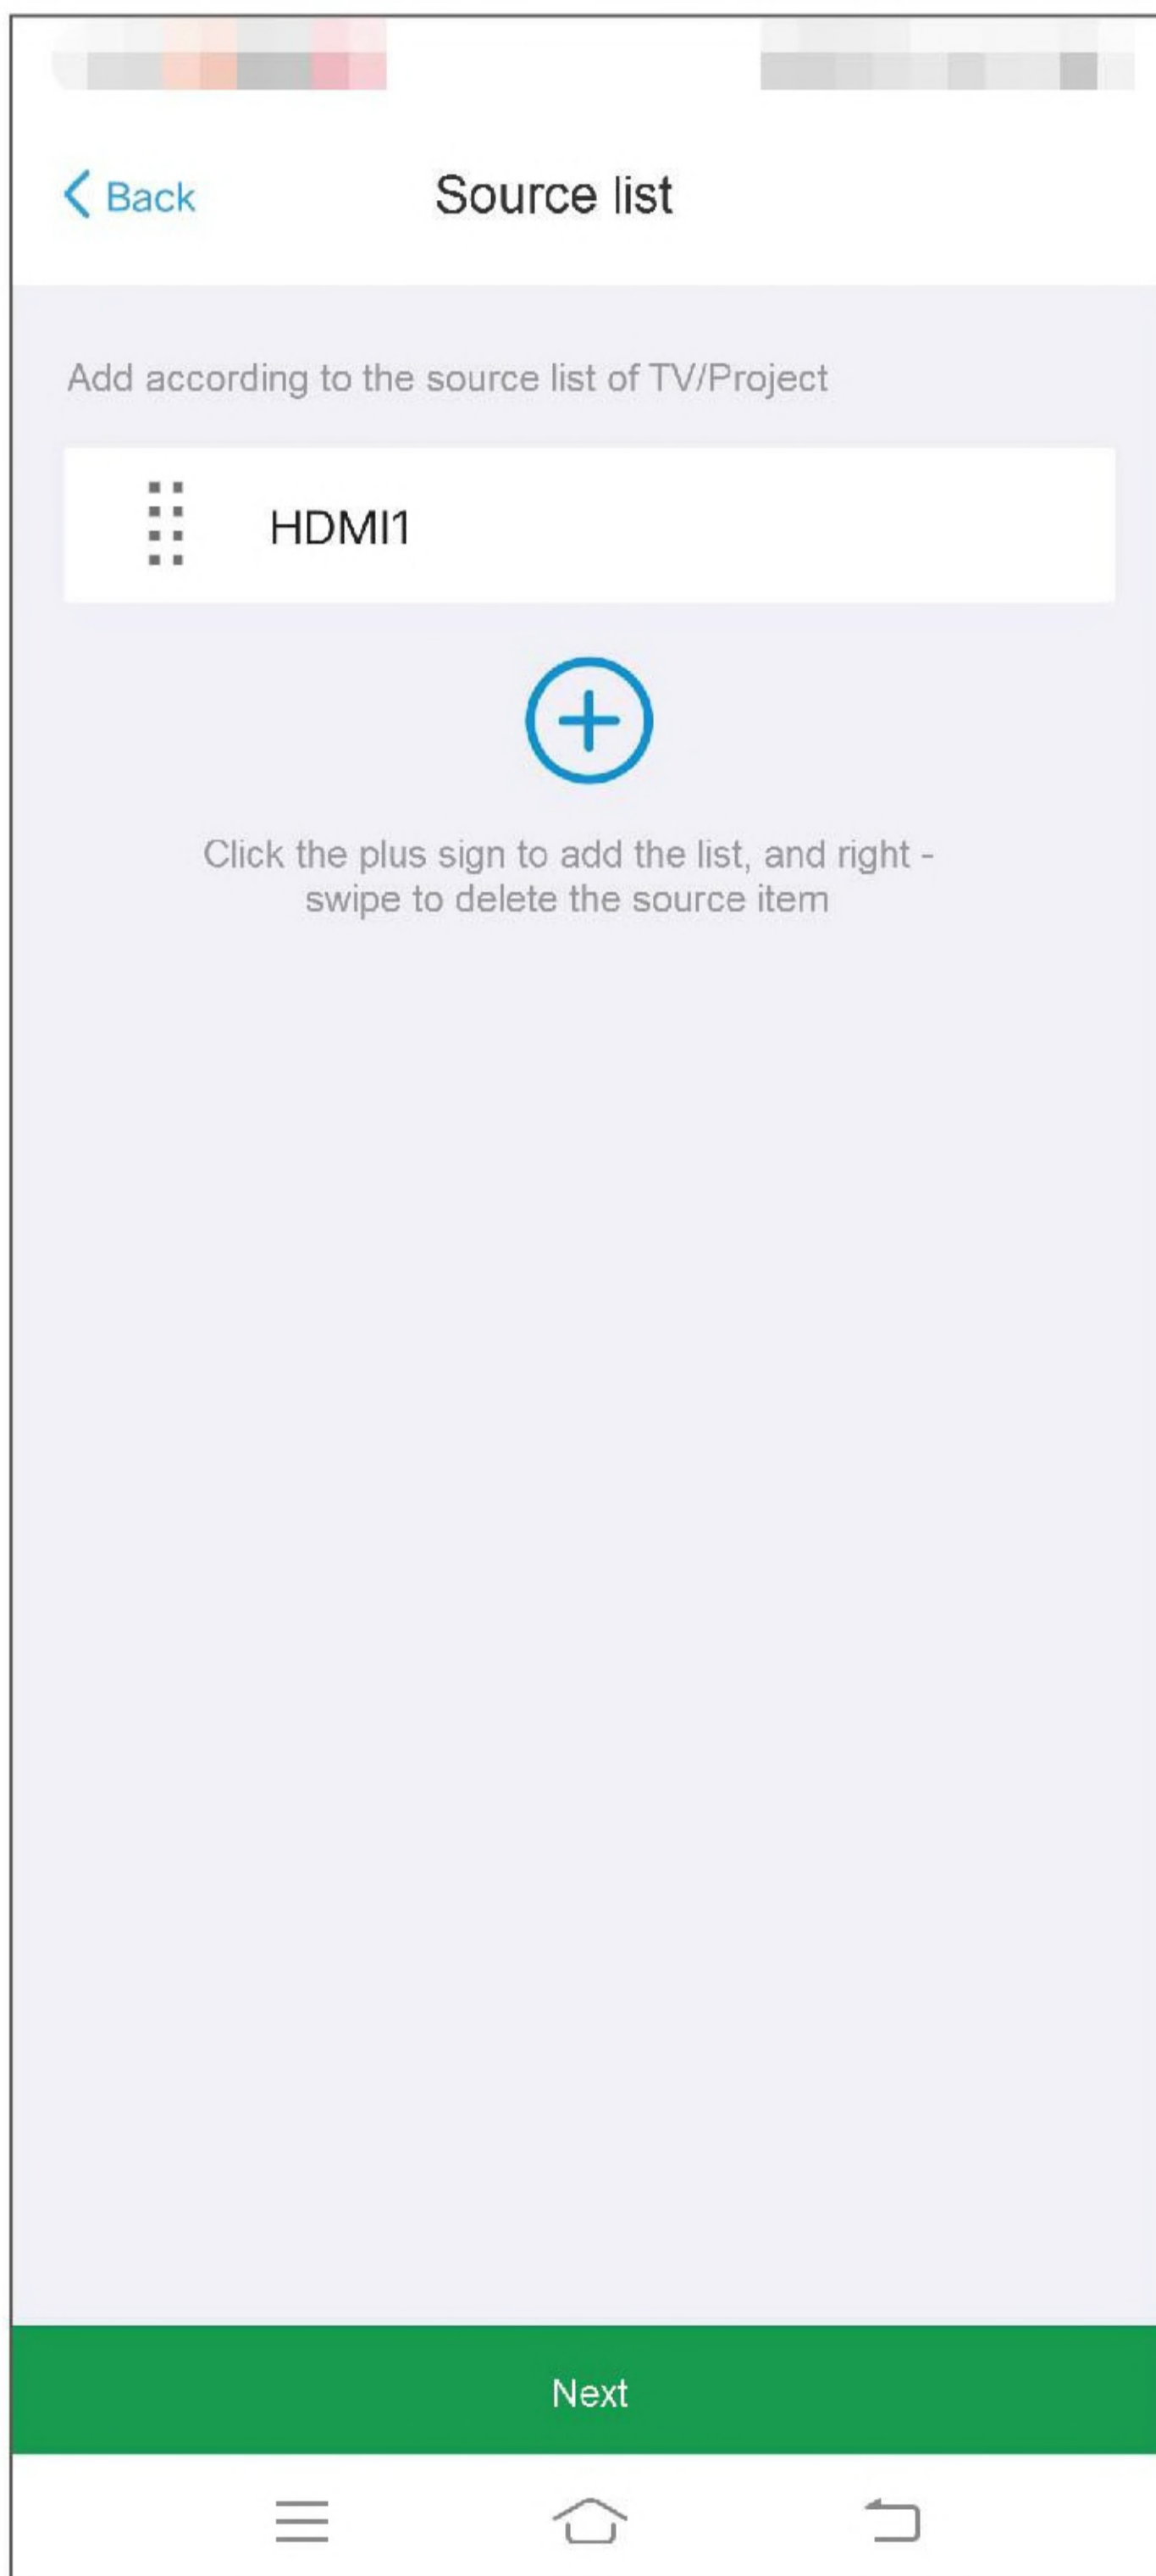 Back
Source list
Add according to the source list of TV/Project
HDMI1
Click the plus sign to add the list, and right -
swipe to delete the source item
Next